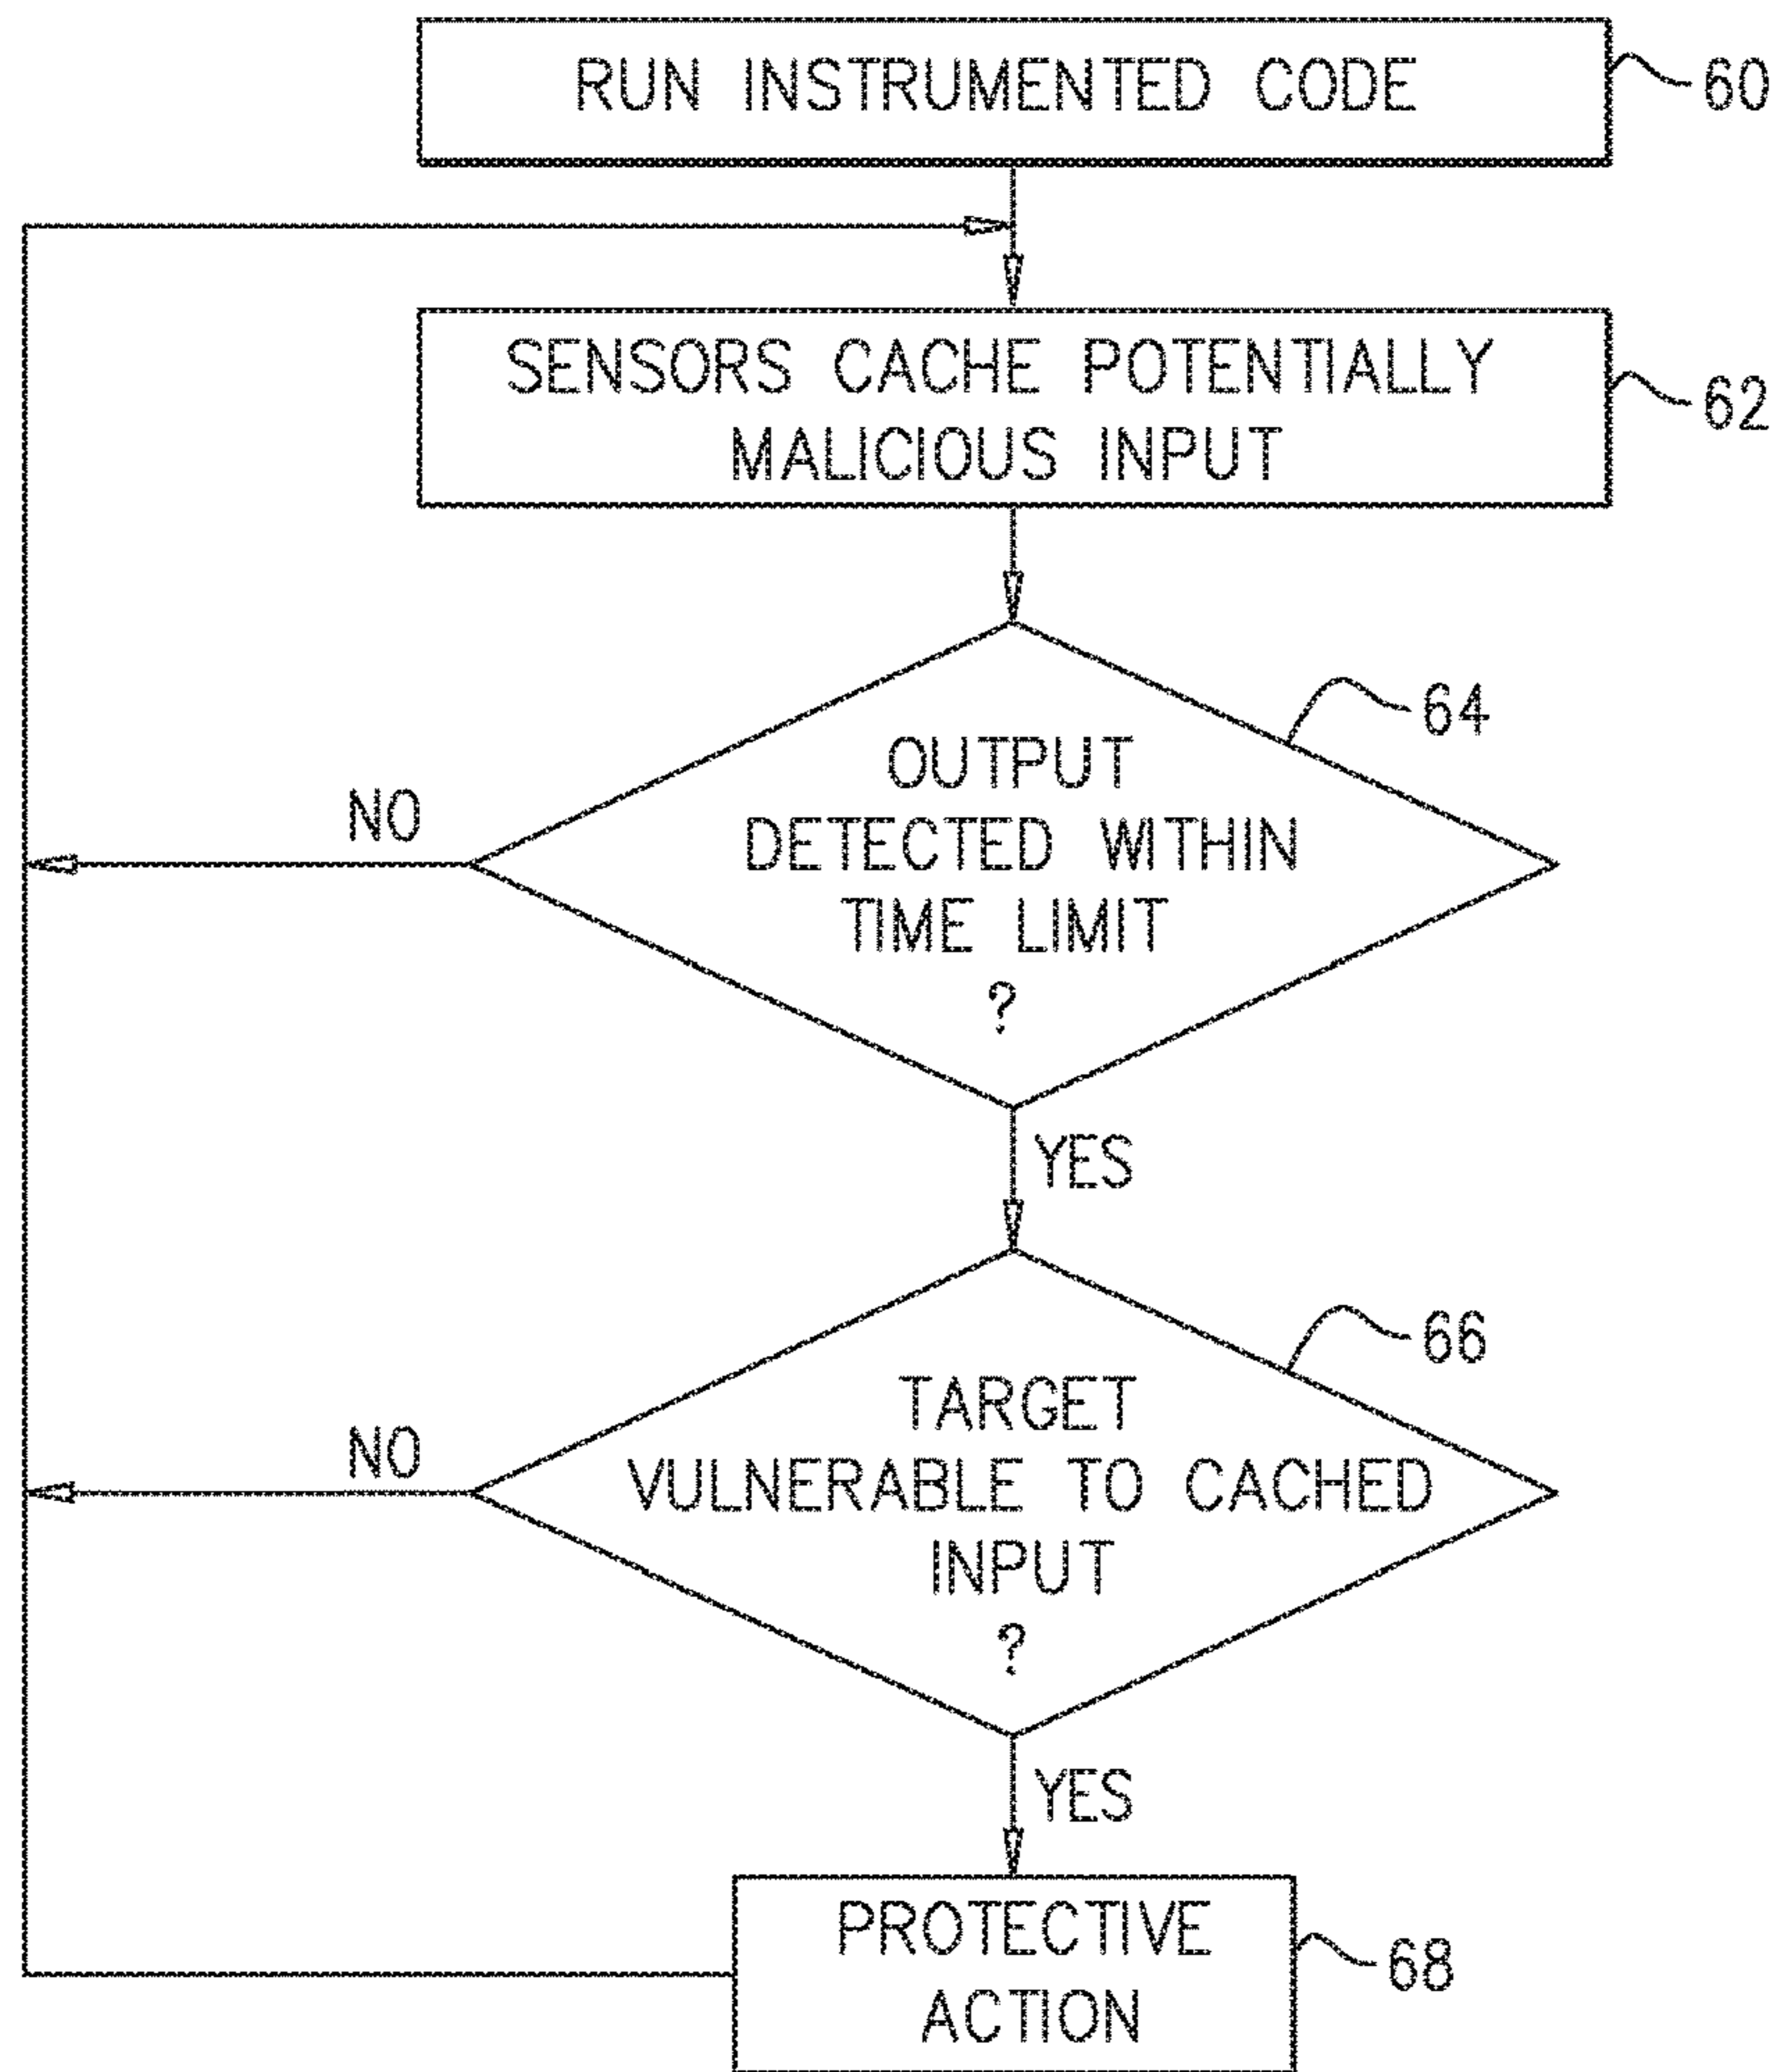 RUN INSTRUMENTED CODE
60
SENSORS CACHE POTENTIALLY
MALICIOUS INPUT
62
64
OUTPUT
DETECTED WITHIN
TIME LIMIT
?
NO
YES
66
TARGET
VULNERABLE TO CACHED
INPUT
?
NO
YES
PROTECTIVE
ACTION
68